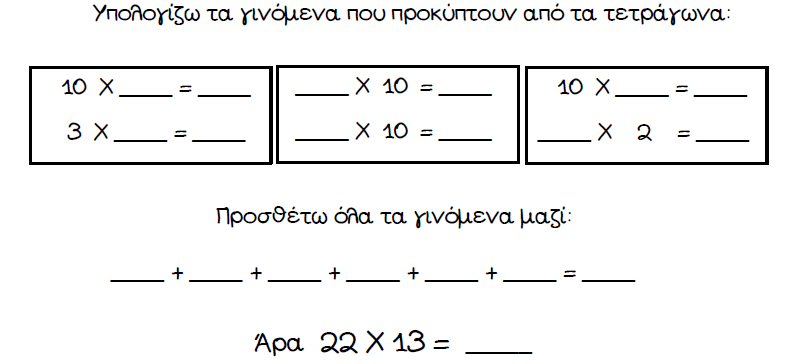 Υπολογίζω τα γινόμενα που προκύπτουν από τα τετράγωνα:
10 X ____ = ____
3 X ____ = ____
____ X 10 = ____
____ X 10 = ____
10 X ____ = ____
____ X 2 = ____
Προσθέτω όλα τα γινόμενα μαζί:
____ + ____ + ____ + ____ + ____ + ____ = ____
Άρα 22 X 13 = ____